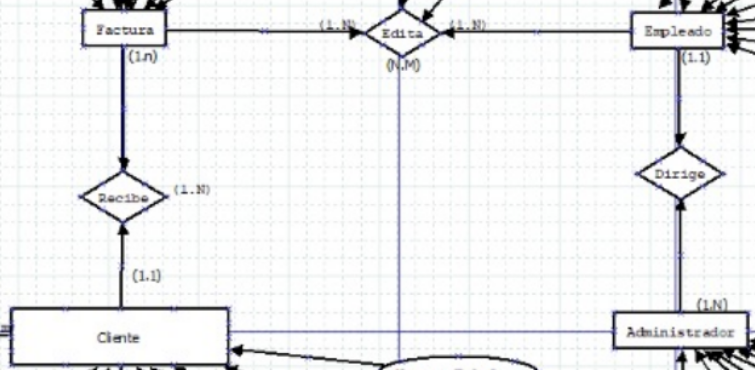 Factura
(1.N)
Edita
(1.N)
Empleado
(1.n)
(N.M)
(1.1)
Recibe
(1.N)
Dirige
(1.1)
(1.N)
Cliente
Administrador